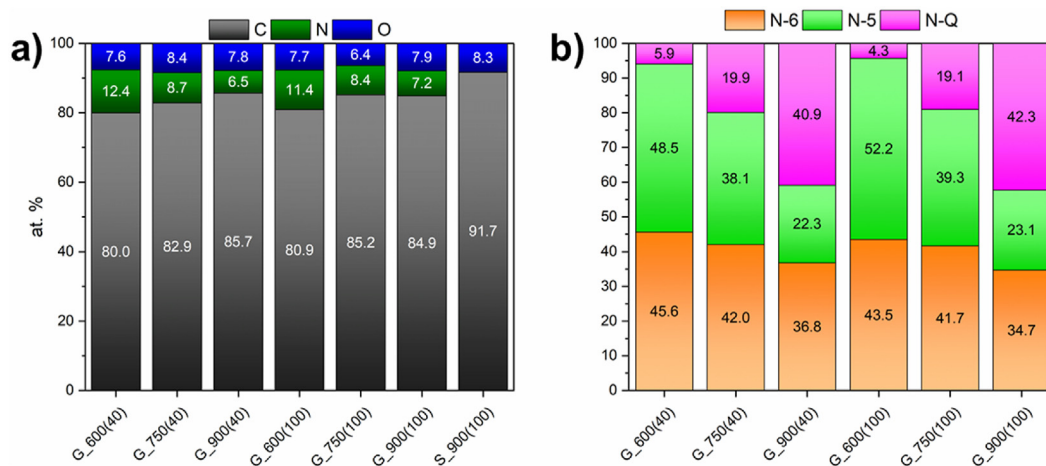 a)
C N O
at. %
100
80
60
40
20
0
7.6 8.4 7.8 7.7 6.4 7.9 8.3
12.4 8.7 6.5 11.4 8.4 7.2
80.0 82.9 85.7 80.9 85.2 84.9 91.7
G_600(40) G_750(40) G_900(40) G_600(100) G_750(100) G_900(100) S_900(100)
b)
N-6 N-5 N-Q
100
90
80
70
60
50
40
30
20
10
0
5.9 19.9 40.9 4.3 19.1 42.3
48.5 38.1 22.3 52.2 39.3 23.1
45.6 42.0 36.8 43.5 41.7 34.7
G_600(40) G_750(40) G_900(40) G_600(100) G_750(100) G_900(100)